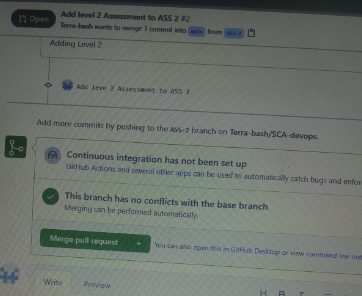 Open
Add level 2 Assessment to ASS 2 #2
Terra-bash wants to merge 1 commit into main from ASS-2
Adding Level 2
Add leve 2 Assessment to ASS 2
Add more commits by pushing to the ASS-2 branch on Terra-bash/SCA-devops.
Continuous integration has not been set up
GitHub Actions and several other apps can be used to automatically catch bugs and enfor
This branch has no conflicts with the base branch
Merging can be performed automatically.
Merge pull request
You can also open this in GitHub Desktop or view command line inst
Write Preview
H B